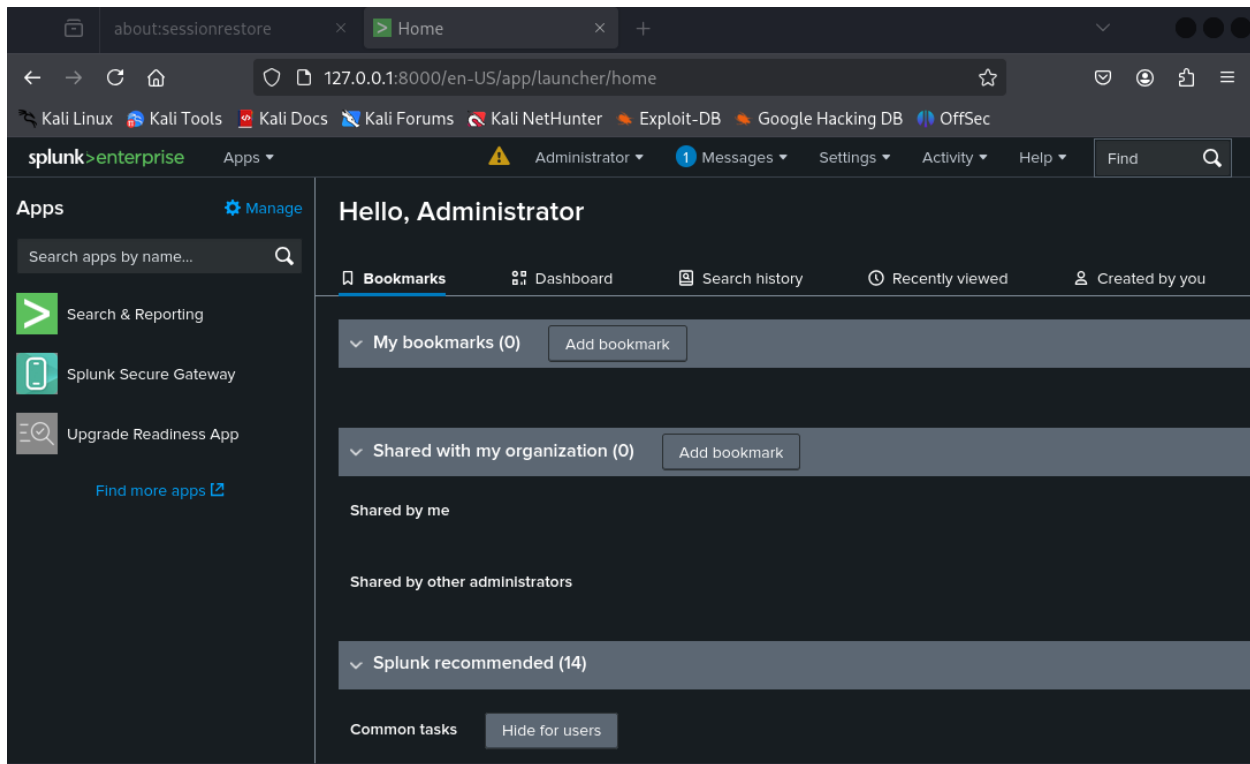 about:sessionrestore
Home
127.0.0.1:8000/en-US/app/launcher/home
Kali Linux Kali Tools Kali Docs Kali Forums Kali NetHunter Exploit-DB Google Hacking DB OffSec
splunk>enterprise Apps Administrator 1 Messages Settings Activity Help Find
Apps Manage
Search apps by name...
Search & Reporting
Splunk Secure Gateway
Upgrade Readiness App
Find more apps
Hello, Administrator
Bookmarks Dashboard Search history Recently viewed Created by you
My bookmarks (0) Add bookmark
Shared with my organization (0) Add bookmark
Shared by me
Shared by other administrators
Splunk recommended (14)
Common tasks Hide for users